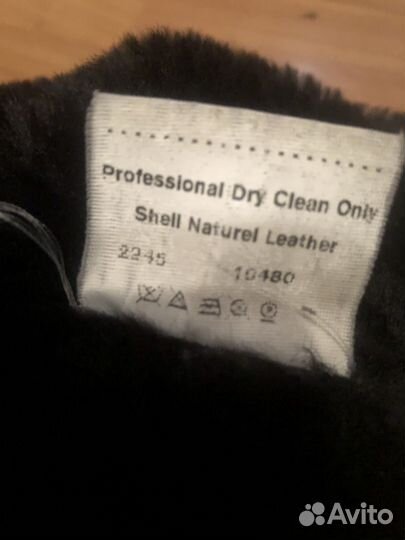 Professional Dry Clean Only
Shell Naturel Leather
2245 10480
Avito